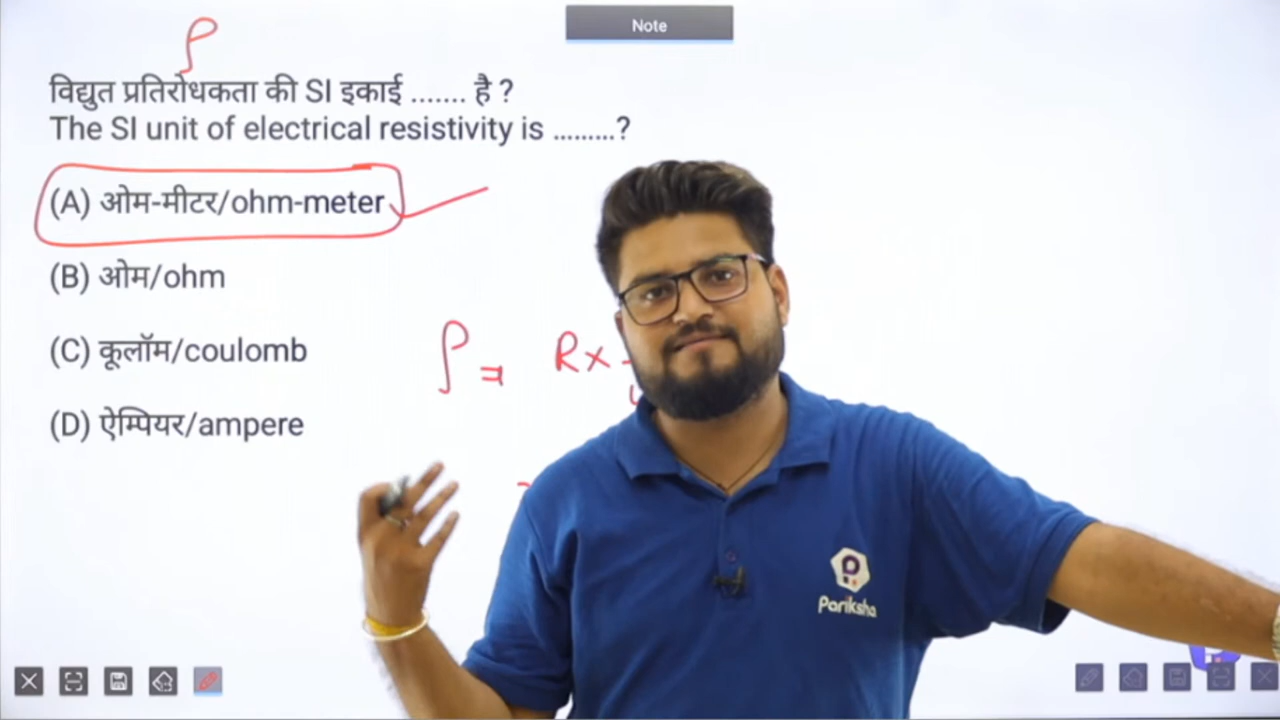 Note
ρ
विद्युत प्रतिरोधकता की SI इकाई ....... है ?
The SI unit of electrical resistivity is .........?
(A) ओम-मीटर/ohm-meter
(B) ओम/ohm
(C) कूलॉम/coulomb
(D) ऐम्पियर/ampere
ρ = R×
Pariksha